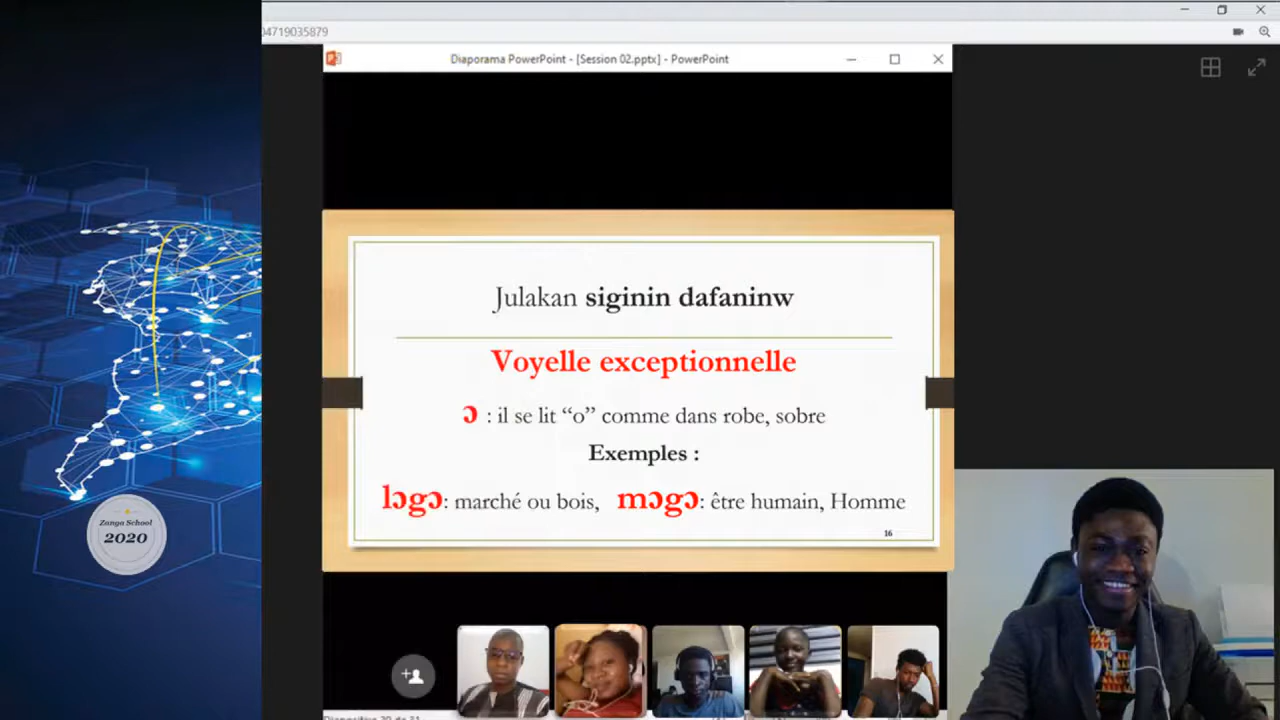 04719035879
Diaporama PowerPoint - [Session 02.pptx] - PowerPoint
Julakan siginin dafaninw
Voyelle exceptionnelle
ɔ : il se lit “o” comme dans robe, sobre
Exemples :
lɔgɔ: marché ou bois, mɔgɔ: être humain, Homme
16
Zanga School
2020